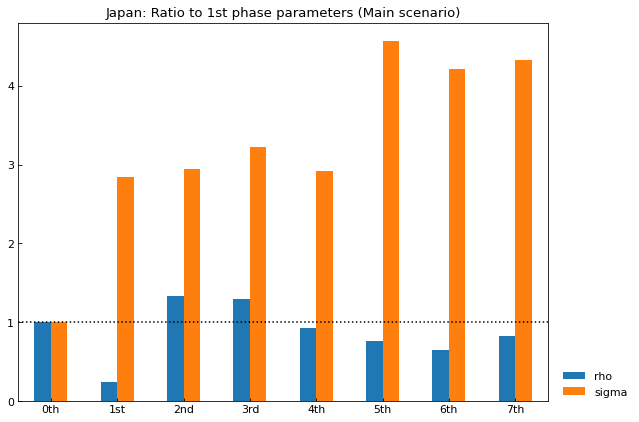 Japan: Ratio to 1st phase parameters (Main scenario)
4
3
2
1
0
0th 1st 2nd 3rd 4th 5th 6th 7th
rho
sigma